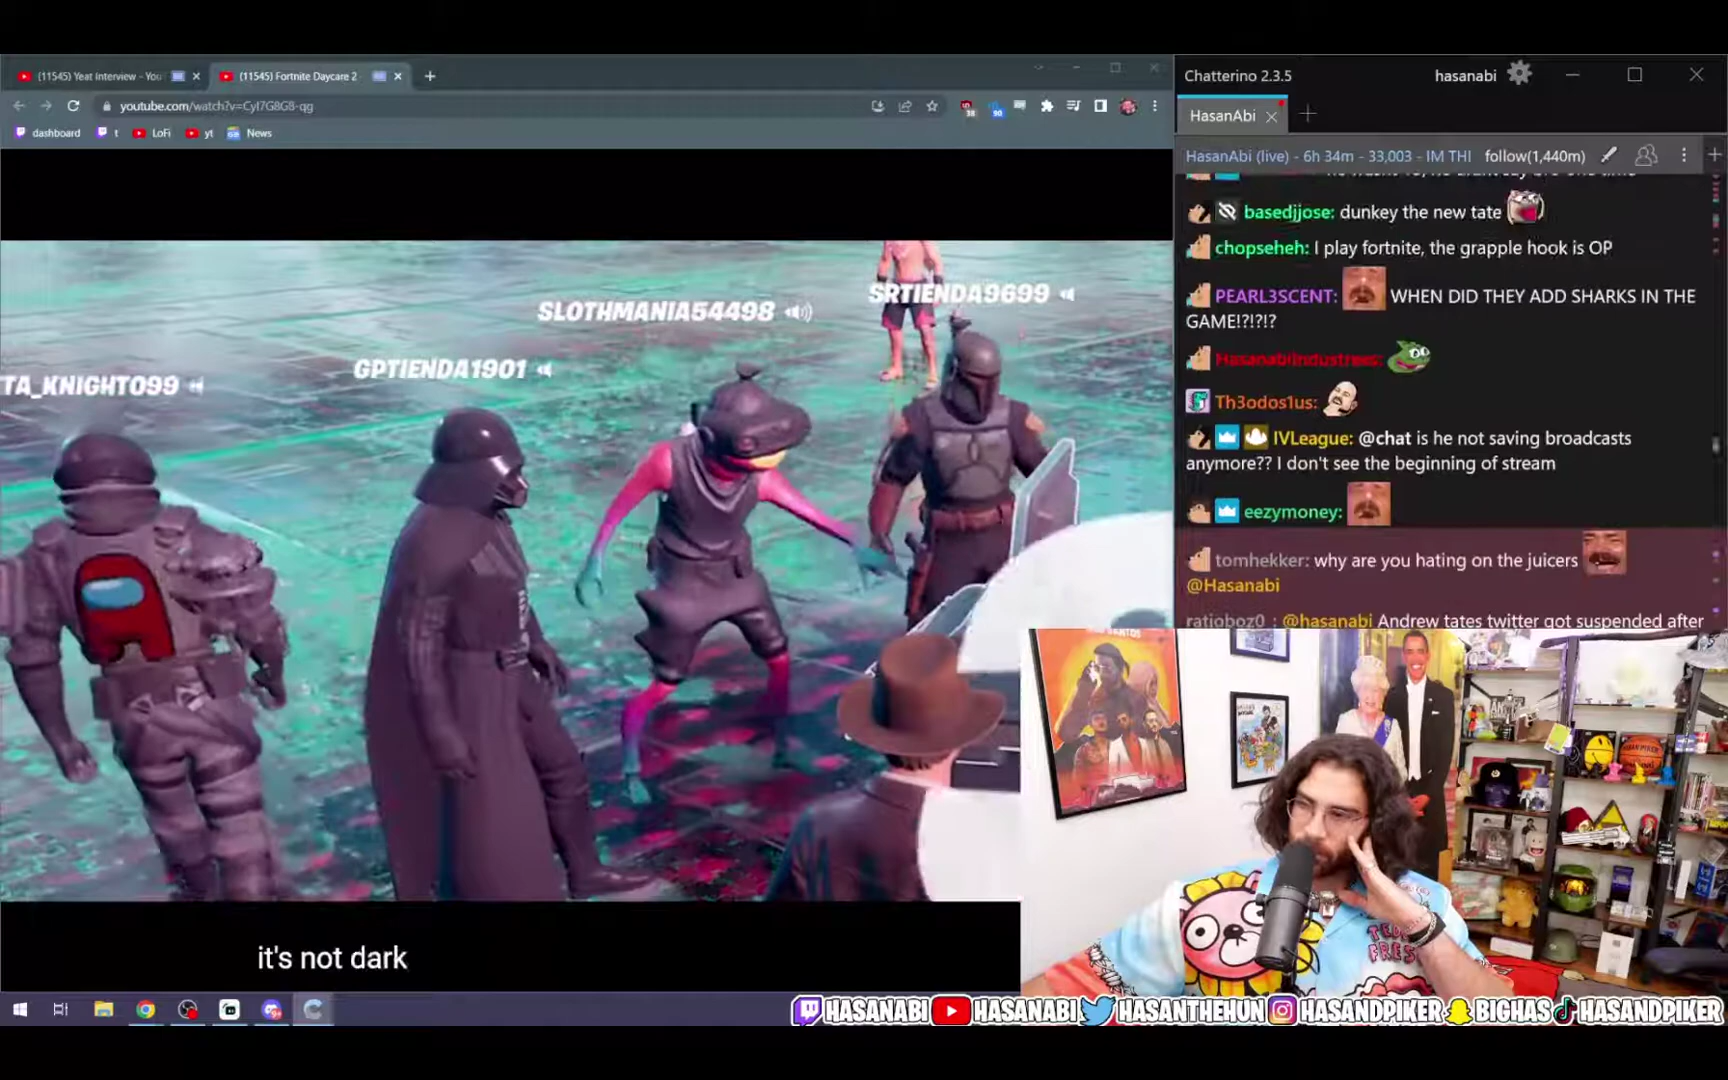 (11545) Yeat Interview - You
(11545) Fortnite Daycare 2
youtube.com/watch?v=CyI7G8G8-qg
38
90
dashboard
t
LoFi
yt
News
TA_KNIGHT099
GPTIENDA1901
SLOTHMANIA54498
SRTIENDA9699
it's not dark
Chatterino 2.3.5
hasanabi
HasanAbi
HasanAbi (live) - 6h 34m - 33,003 - IM THI
follow(1,440m)
basedjjose: dunkey the new tate
chopseheh: I play fortnite, the grapple hook is OP
PEARL3SCENT: WHEN DID THEY ADD SHARKS IN THE
GAME!?!?!?
HasanabiIndustrees:
Th3odos1us:
IVLeague: @chat is he not saving broadcasts
anymore?? I don't see the beginning of stream
eezymoney:
tomhekker: why are you hating on the juicers
@Hasanabi
ratioboz0_: @hasanabi Andrew tates twitter got suspended after
HASANABI
HASANABI
HASANTHEHUN
HASANDPIKER
BIGHAS
HASANDPIKER